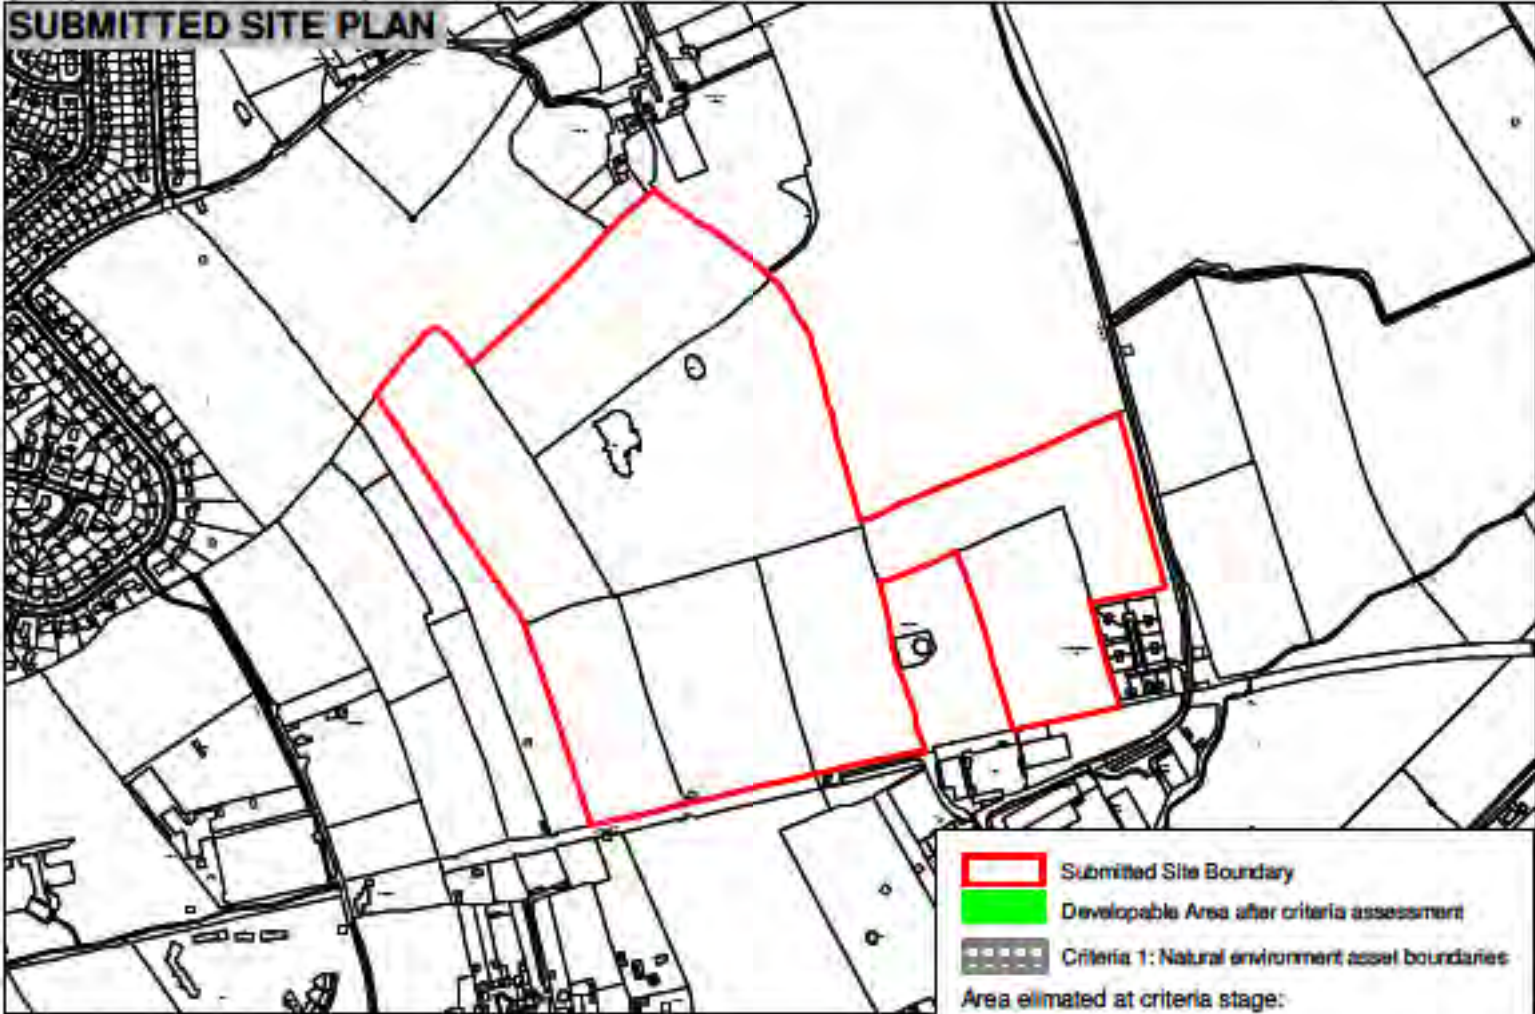 SUBMITTED SITE PLAN
Submitted Site Boundary
Developable Area after criteria assessment
Criteria 1: Natural environment asset boundaries
Area elimated at criteria stage: